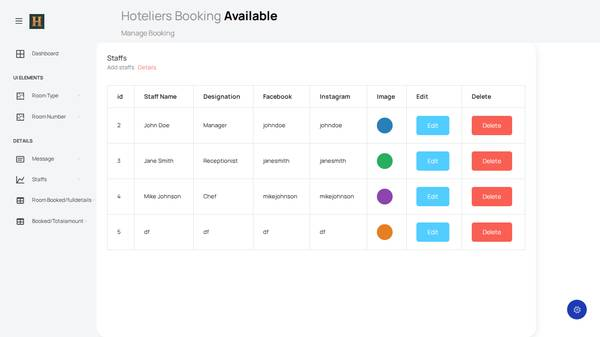 H
Hoteliers Booking Available
Manage Booking
Dashboard
UI ELEMENTS
Room Type
Room Number
DETAILS
Message
Staffs
Room Booked/fulldetails
Booked/Totalamount
Staffs
Add staffs Details
id Staff Name Designation Facebook Instagram Image Edit Delete
2 John Doe Manager johndoe johndoe Edit Delete
3 Jane Smith Receptionist janesmith janesmith Edit Delete
4 Mike Johnson Chef mikejohnson mikejohnson Edit Delete
5 df df df df Edit Delete